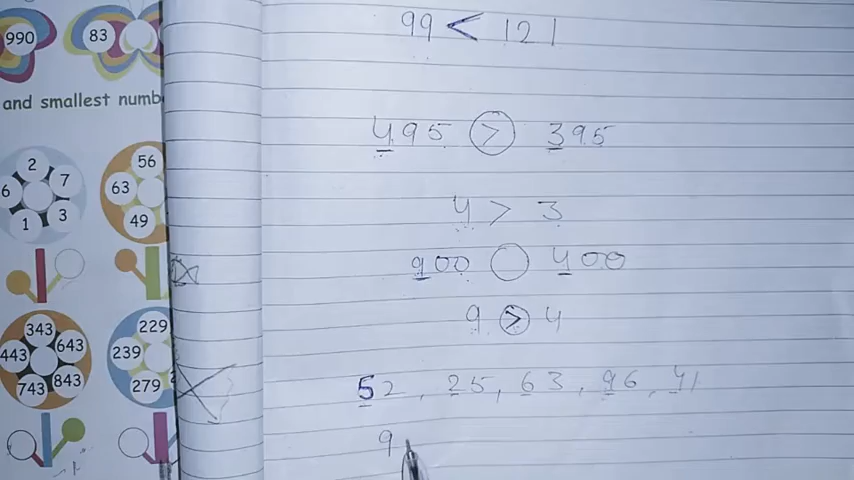 990 83
and smallest numb
2
6 7
1 3
56
63
49
343
443 643
743 843
229
239
279
99 < 121
495 > 395
4 > 3
900 400
9 > 4
52, 25, 63, 96, 41
9